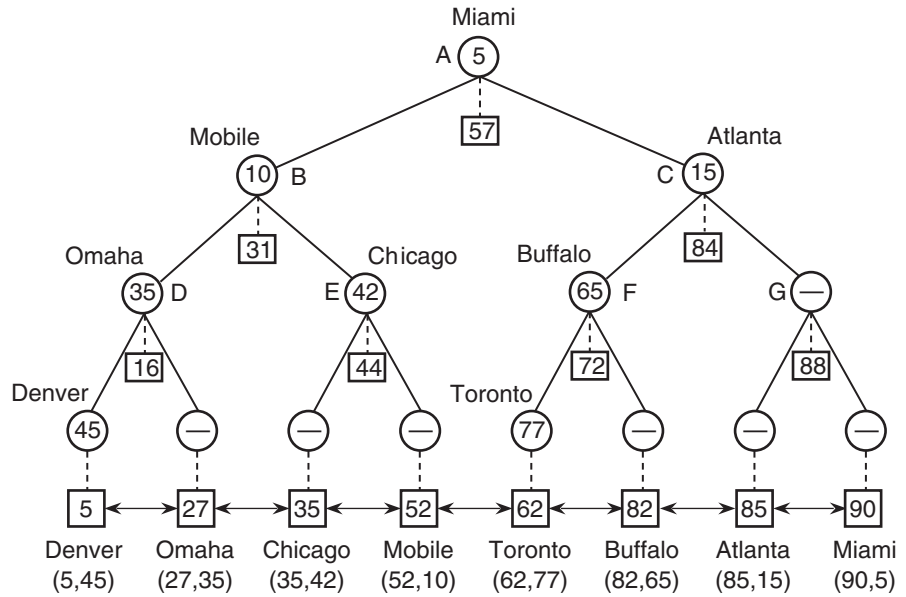 Miami
A 5
57
Mobile
Atlanta
10 B
C 15
31
84
Omaha
Chicago
Buffalo
35 D
E 42
65 F
G —
16
44
72
88
Denver
Toronto
45 — — — 77 — — —
5 27 35 52 62 82 85 90
Denver Omaha Chicago Mobile Toronto Buffalo Atlanta Miami
(5,45) (27,35) (35,42) (52,10) (62,77) (82,65) (85,15) (90,5)